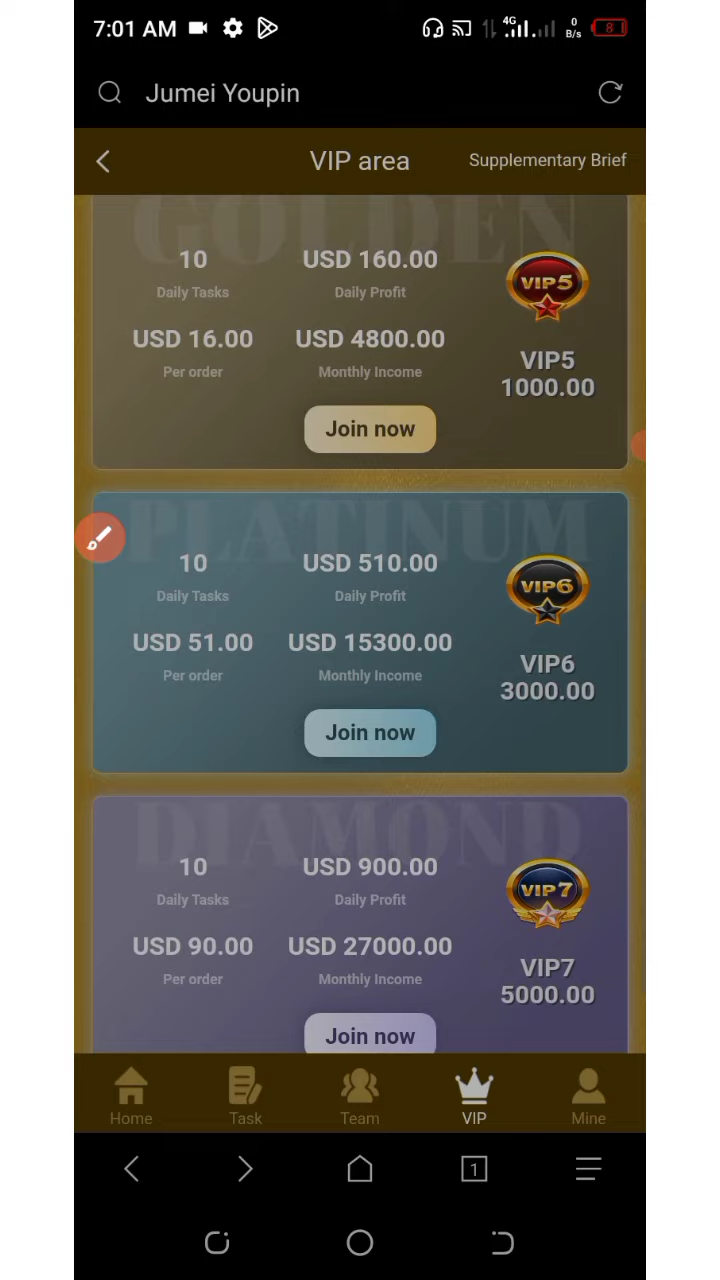 7:01 AM
4G
0
B/s
8
Jumei Youpin
VIP area
Supplementary Brief
GOLDEN
10
USD 160.00
Daily Tasks
Daily Profit
VIP5
USD 16.00
USD 4800.00
Per order
Monthly Income
VIP5
1000.00
Join now
PLATINUM
10
USD 510.00
Daily Tasks
Daily Profit
VIP6
USD 51.00
USD 15300.00
Per order
Monthly Income
VIP6
3000.00
Join now
DIAMOND
10
USD 900.00
Daily Tasks
Daily Profit
VIP7
USD 90.00
USD 27000.00
Per order
Monthly Income
VIP7
5000.00
Join now
Home
Task
Team
VIP
Mine
1